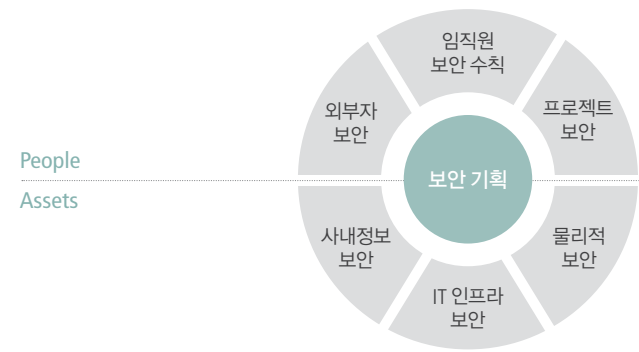 임직원
보안 수칙
외부자
보안
프로젝트
보안
People
보안 기획
Assets
사내정보
보안
물리적
보안
IT 인프라
보안